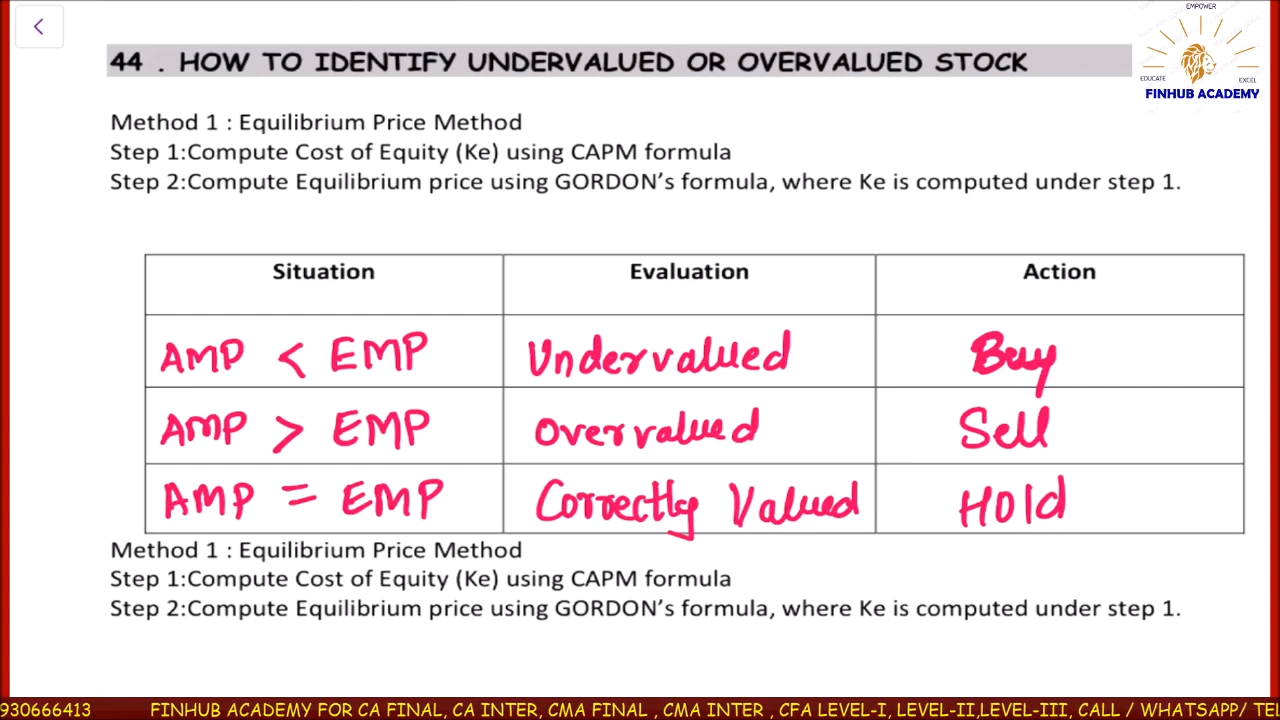 EMPOWER
EDUCATE
EXCEL
FINHUB ACADEMY
44 . HOW TO IDENTIFY UNDERVALUED OR OVERVALUED STOCK
Method 1 : Equilibrium Price Method
Step 1:Compute Cost of Equity (Ke) using CAPM formula
Step 2:Compute Equilibrium price using GORDON’s formula, where Ke is computed under step 1.
Situation Evaluation Action
AMP < EMP Undervalued Buy
AMP > EMP Overvalued Sell
AMP = EMP Correctly Valued Hold
Method 1 : Equilibrium Price Method
Step 1:Compute Cost of Equity (Ke) using CAPM formula
Step 2:Compute Equilibrium price using GORDON’s formula, where Ke is computed under step 1.
930666413 FINHUB ACADEMY FOR CA FINAL, CA INTER, CMA FINAL , CMA INTER , CFA LEVEL-I, LEVEL-II,LEVEL-III, CALL / WHATSAPP/ TE